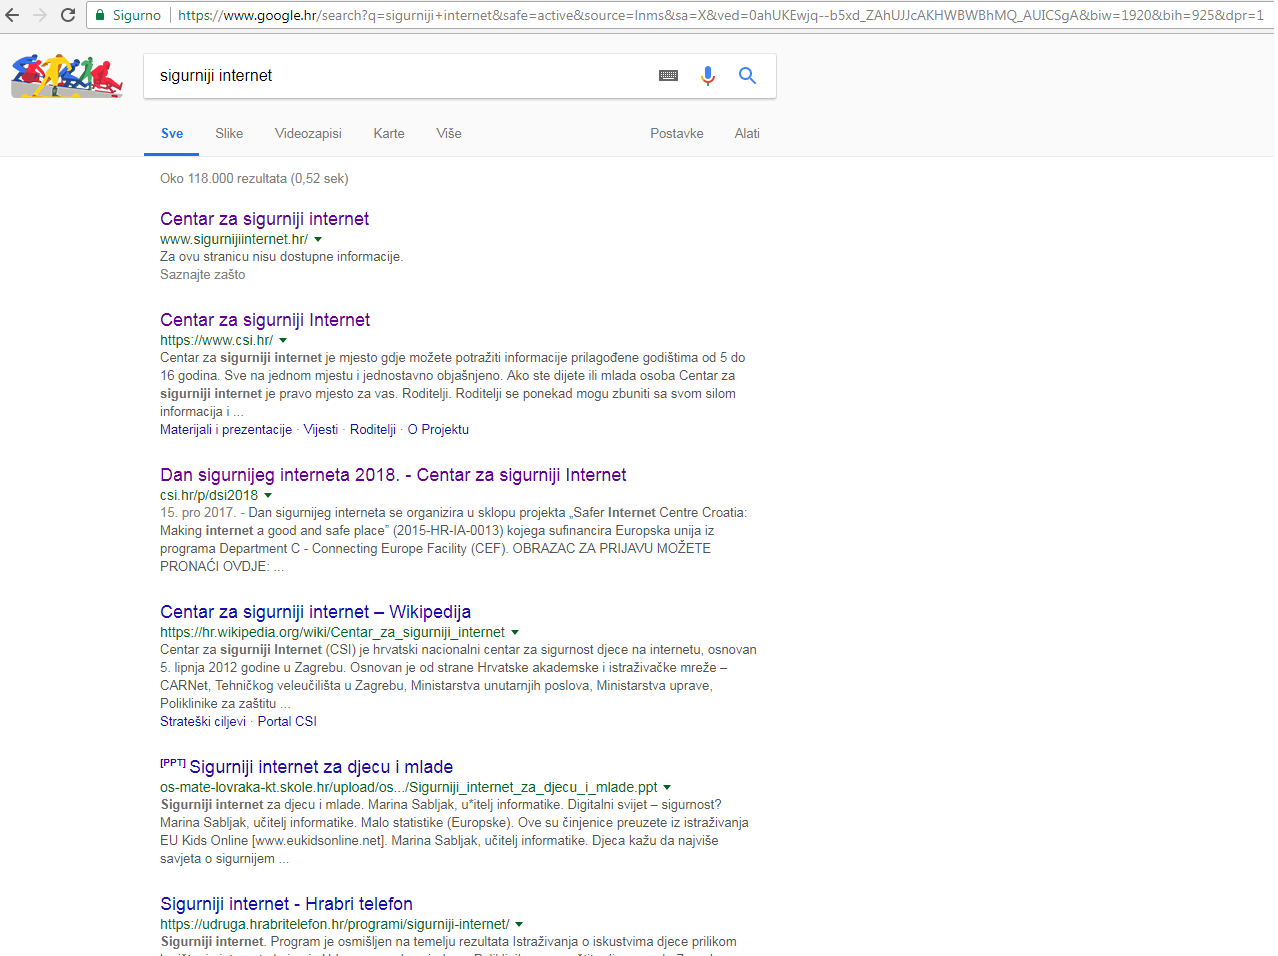 Sigurno https://www.google.hr/search?q=sigurniji+internet&safe=active&source=lnms&sa=X&ved=0ahUKEwjq--b5xd_ZAhUJJcAKHWBWBhMQ_AUICSgA&biw=1920&bih=925&dpr=1
sigurniji internet
Sve Slike Videozapisi Karte Više Postavke Alati
Oko 118.000 rezultata (0,52 sek)
Centar za sigurniji internet
www.sigurnijiinternet.hr/
Za ovu stranicu nisu dostupne informacije.
Saznajte zašto
Centar za sigurniji Internet
https://www.csi.hr/
Centar za sigurniji internet je mjesto gdje možete potražiti informacije prilagođene godištima od 5 do
16 godina. Sve na jednom mjestu i jednostavno objašnjeno. Ako ste dijete ili mlada osoba Centar za
sigurniji internet je pravo mjesto za vas. Roditelji. Roditelji se ponekad mogu zbuniti sa svom silom
informacija i ...
Materijali i prezentacije · Vijesti · Roditelji · O Projektu
Dan sigurnijeg interneta 2018. - Centar za sigurniji Internet
csi.hr/p/dsi2018
15. pro 2017. - Dan sigurnijeg interneta se organizira u sklopu projekta „Safer Internet Centre Croatia:
Making internet a good and safe place” (2015-HR-IA-0013) kojega sufinancira Europska unija iz
programa Department C - Connecting Europe Facility (CEF). OBRAZAC ZA PRIJAVU MOŽETE
PRONAĆI OVDJE: ...
Centar za sigurniji internet – Wikipedija
https://hr.wikipedia.org/wiki/Centar_za_sigurniji_internet
Centar za sigurniji Internet (CSI) je hrvatski nacionalni centar za sigurnost djece na internetu, osnovan
5. lipnja 2012 godine u Zagrebu. Osnovan je od strane Hrvatske akademske i istraživačke mreže –
CARNet, Tehničkog veleučilišta u Zagrebu, Ministarstva unutarnjih poslova, Ministarstva uprave,
Poliklinike za zaštitu ...
Strateški ciljevi · Portal CSI
[PPT] Sigurniji internet za djecu i mlade
os-mate-lovraka-kt.skole.hr/upload/os.../Sigurniji_internet_za_djecu_i_mlade.ppt
Sigurniji internet za djecu i mlade. Marina Sabljak, u*itelj informatike. Digitalni svijet – sigurnost?
Marina Sabljak, učitelj informatike. Malo statistike (Europske). Ove su činjenice preuzete iz istraživanja
EU Kids Online [www.eukidsonline.net]. Marina Sabljak, učitelj informatike. Djeca kažu da najviše
savjeta o sigurnijem ...
Sigurniji internet - Hrabri telefon
https://udruga.hrabritelefon.hr/programi/sigurniji-internet/
Sigurniji internet. Program je osmišljen na temelju rezultata Istraživanja o iskustvima djece prilikom